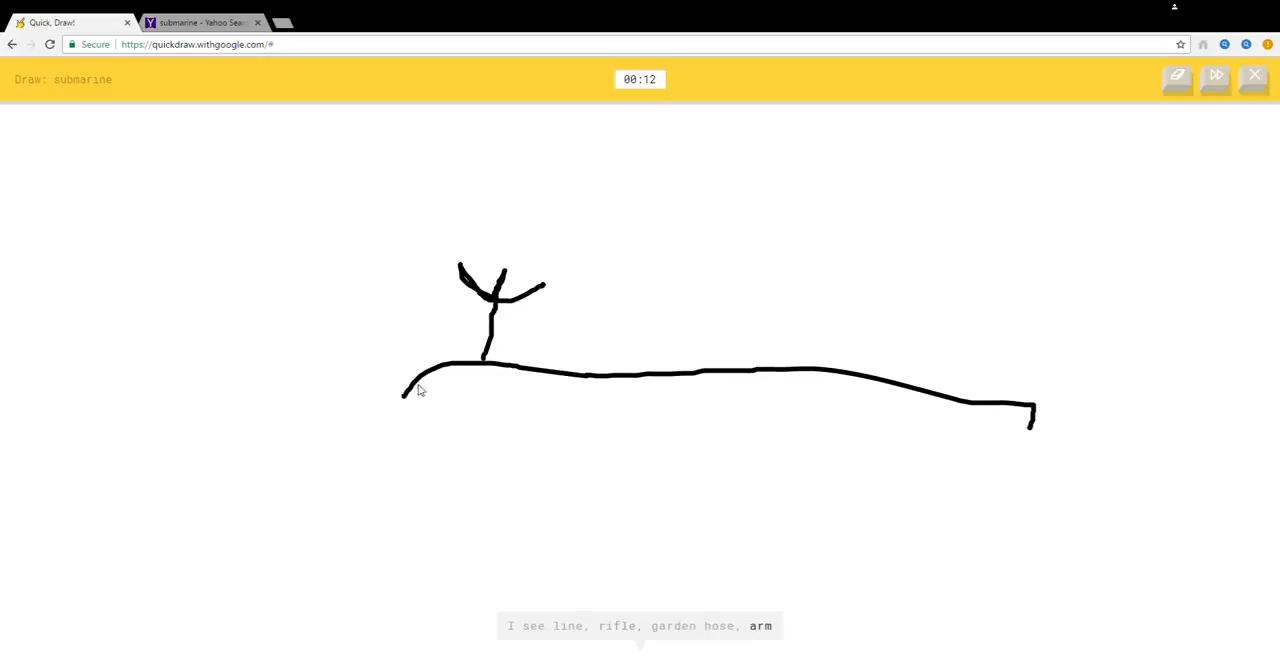 Quick, Draw!
submarine - Yahoo Sear
Secure
https://quickdraw.withgoogle.com/#
Draw: submarine
00:12
I see line, rifle, garden hose, arm